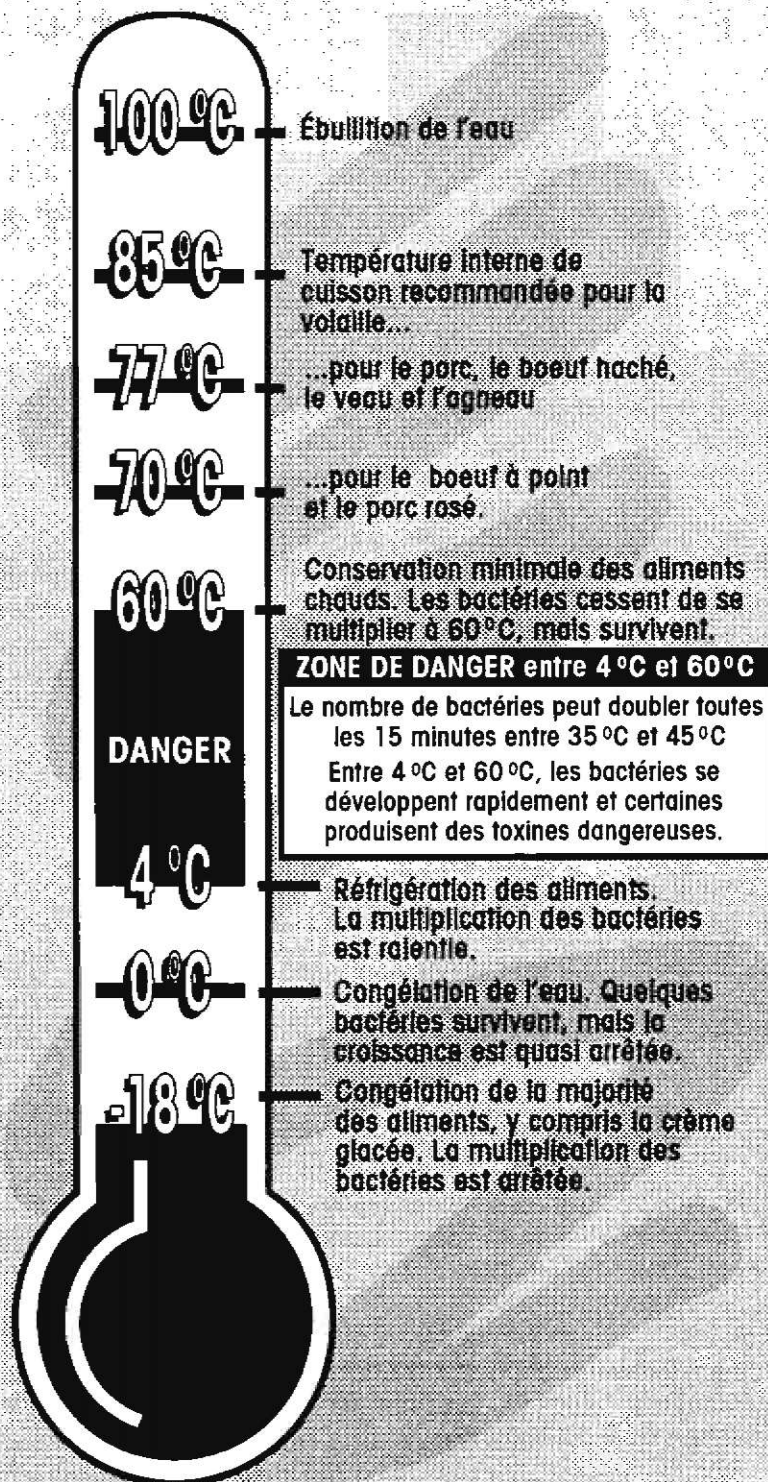 100 °C
Ébullition de l'eau
85 °C
Température interne de
cuisson recommandée pour la
volaille...
77 °C
...pour le porc, le boeuf haché,
le veau et l'agneau
70 °C
...pour le boeuf à point
et le porc rosé.
60 °C
Conservation minimale des aliments
chauds. Les bactéries cessent de se
multiplier à 60 °C, mais survivent.
ZONE DE DANGER entre 4 °C et 60 °C
Le nombre de bactéries peut doubler toutes
les 15 minutes entre 35 °C et 45 °C
Entre 4 °C et 60 °C, les bactéries se
développent rapidement et certaines
produisent des toxines dangereuses.
DANGER
4 °C
Réfrigération des aliments.
La multiplication des bactéries
est ralentie.
0 °C
Congélation de l'eau. Quelques
bactéries survivent, mais la
croissance est quasi arrêtée.
-18 °C
Congélation de la majorité
des aliments, y compris la crème
glacée. La multiplication des
bactéries est arrêtée.